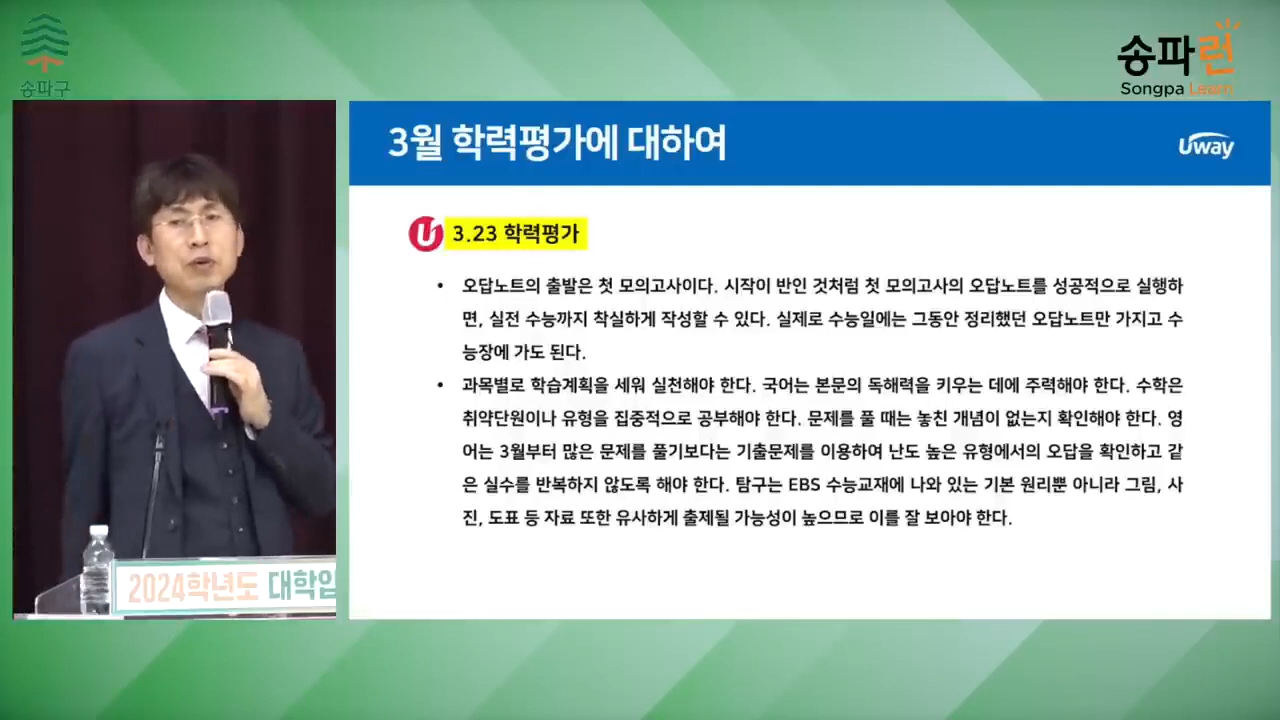 송파구
송파런
Songpa Learn
3월 학력평가에 대하여
Uway
3.23 학력평가
• 오답노트의 출발은 첫 모의고사이다. 시작이 반인 것처럼 첫 모의고사의 오답노트를 성공적으로 실행하
면, 실전 수능까지 착실하게 작성할 수 있다. 실제로 수능일에는 그동안 정리했던 오답노트만 가지고 수
능장에 가도 된다.
• 과목별로 학습계획을 세워 실천해야 한다. 국어는 본문의 독해력을 키우는 데에 주력해야 한다. 수학은
취약단원이나 유형을 집중적으로 공부해야 한다. 문제를 풀 때는 놓친 개념이 없는지 확인해야 한다. 영
어는 3월부터 많은 문제를 풀기보다는 기출문제를 이용하여 난도 높은 유형에서의 오답을 확인하고 같
은 실수를 반복하지 않도록 해야 한다. 탐구는 EBS 수능교재에 나와 있는 기본 원리뿐 아니라 그림, 사
진, 도표 등 자료 또한 유사하게 출제될 가능성이 높으므로 이를 잘 보아야 한다.
2024학년도 대학입